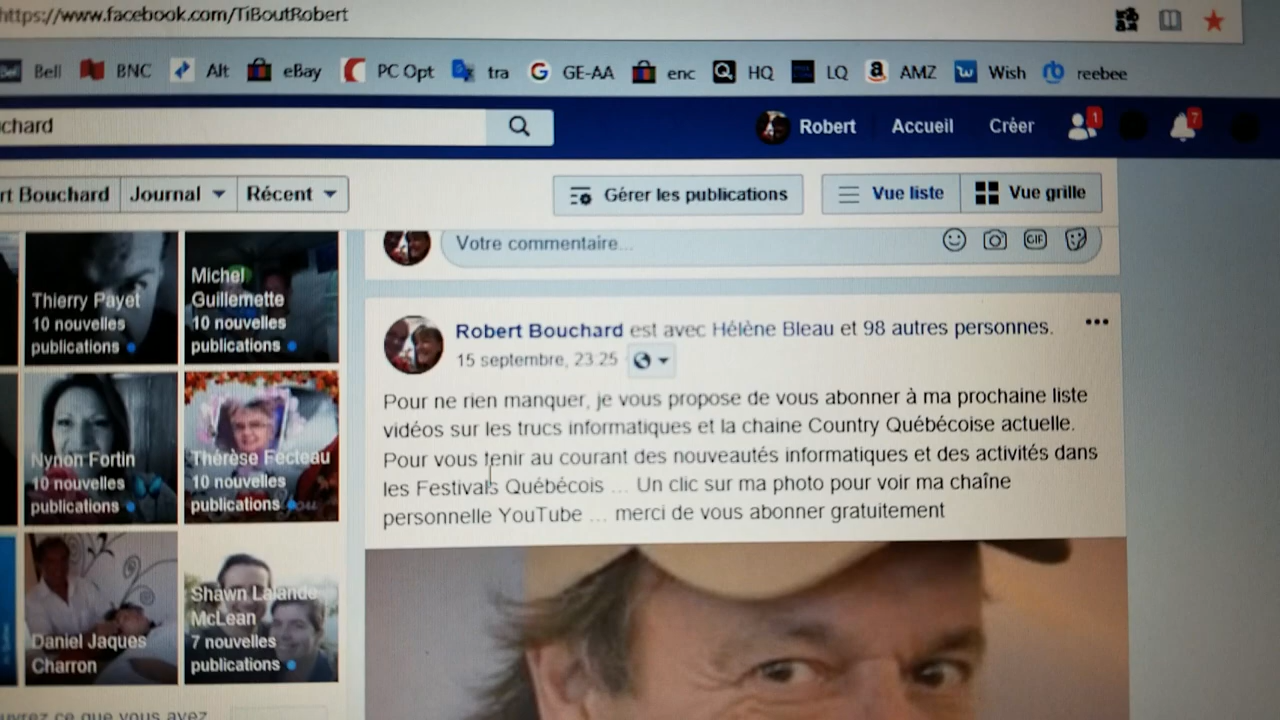 https://www.facebook.com/TiBoutRobert
Bell BNC Alt eBay PC Opt tra GE-AA enc HQ LQ AMZ Wish reebee
chard
Robert Accueil Créer 1 7
rt Bouchard Journal Récent Gérer les publications Vue liste Vue grille
Votre commentaire... GIF
Thierry Payet
10 nouvelles
publications
Michel
Guillemette
10 nouvelles
publications
Nynon Fortin
10 nouvelles
publications
Thérèse Fecteau
10 nouvelles
publications
Daniel Jaques
Charron
Shawn Lalande
McLean
7 nouvelles
publications
Robert Bouchard est avec Hélène Bleau et 98 autres personnes.
15 septembre, 23:25
Pour ne rien manquer, je vous propose de vous abonner à ma prochaine liste
vidéos sur les trucs informatiques et la chaine Country Québécoise actuelle.
Pour vous tenir au courant des nouveautés informatiques et des activités dans
les Festivals Québécois ... Un clic sur ma photo pour voir ma chaîne
personnelle YouTube ... merci de vous abonner gratuitement